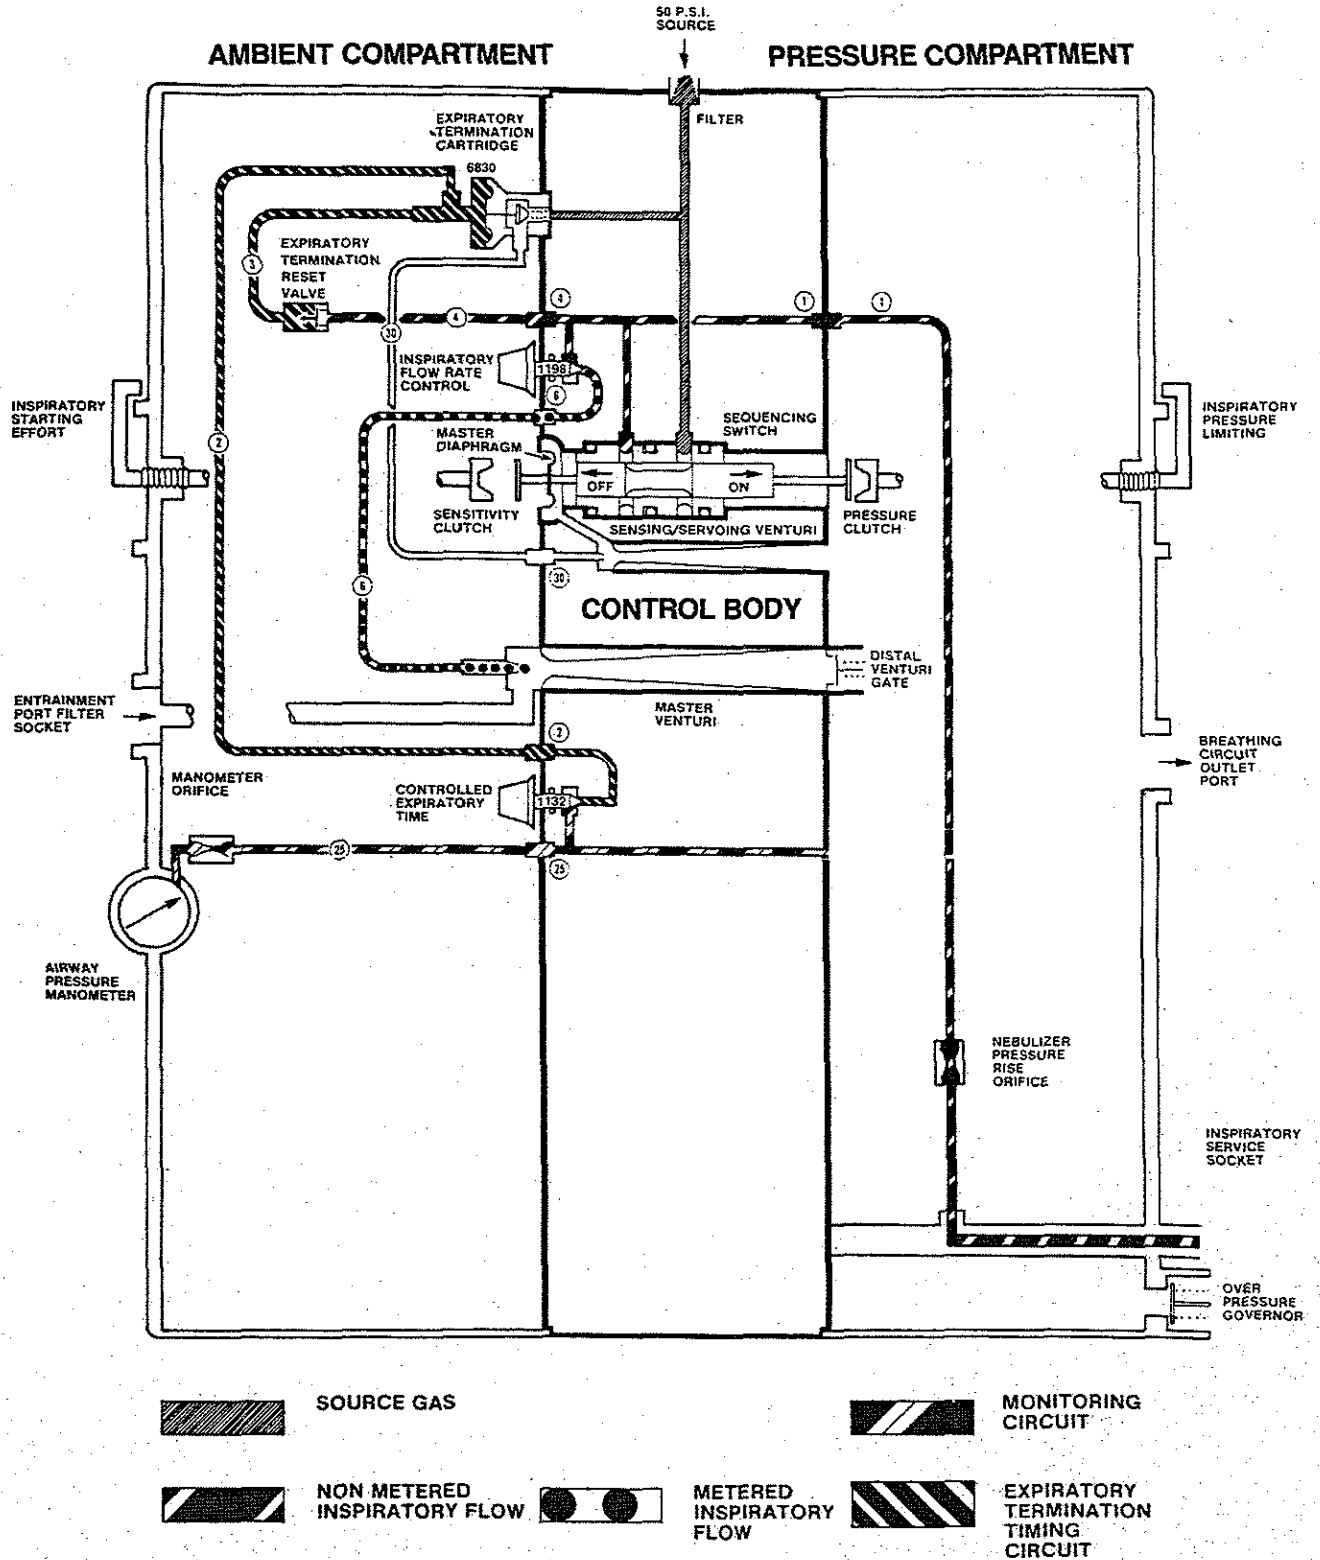 50 P.S.I.
SOURCE
AMBIENT COMPARTMENT
PRESSURE COMPARTMENT
FILTER
EXPIRATORY
TERMINATION
CARTRIDGE
6830
EXPIRATORY
TERMINATION
RESET
VALVE
3
4
4
1
1
30
INSPIRATORY
FLOW RATE
CONTROL
1198
6
INSPIRATORY
STARTING
EFFORT
2
MASTER
DIAPHRAGM
SEQUENCING
SWITCH
INSPIRATORY
PRESSURE
LIMITING
OFF
ON
SENSITIVITY
CLUTCH
SENSING/SERVOING VENTURI
PRESSURE
CLUTCH
30
6
CONTROL BODY
DISTAL
VENTURI
GATE
ENTRAINMENT
PORT FILTER
SOCKET
MASTER
VENTURI
2
BREATHING
CIRCUIT
OUTLET
PORT
MANOMETER
ORIFICE
CONTROLLED
EXPIRATORY
TIME
1132
25
25
AIRWAY
PRESSURE
MANOMETER
NEBULIZER
PRESSURE
RISE
ORIFICE
INSPIRATORY
SERVICE
SOCKET
OVER
PRESSURE
GOVERNOR
SOURCE GAS
MONITORING
CIRCUIT
NON METERED
INSPIRATORY FLOW
METERED
INSPIRATORY
FLOW
EXPIRATORY
TERMINATION
TIMING
CIRCUIT